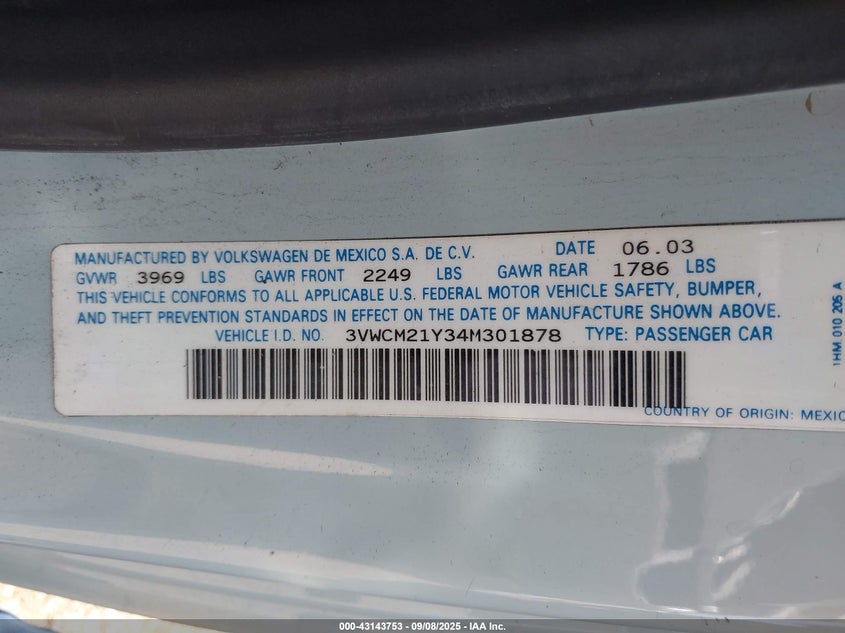 MANUFACTURED BY VOLKSWAGEN DE MEXICO S.A. DE C.V. DATE 06.03
GVWR 3969 LBS GAWR FRONT 2249 LBS GAWR REAR 1786 LBS
THIS VEHICLE CONFORMS TO ALL APPLICABLE U.S. FEDERAL MOTOR VEHICLE SAFETY, BUMPER,
AND THEFT PREVENTION STANDARDS IN EFFECT ON THE DATE OF MANUFACTURE SHOWN ABOVE.
VEHICLE I.D. NO. 3VWCM21Y34M301878 TYPE: PASSENGER CAR
COUNTRY OF ORIGIN: MEXIC
1HM 010 205 A
000-43143753 - 09/08/2025 - IAA Inc.